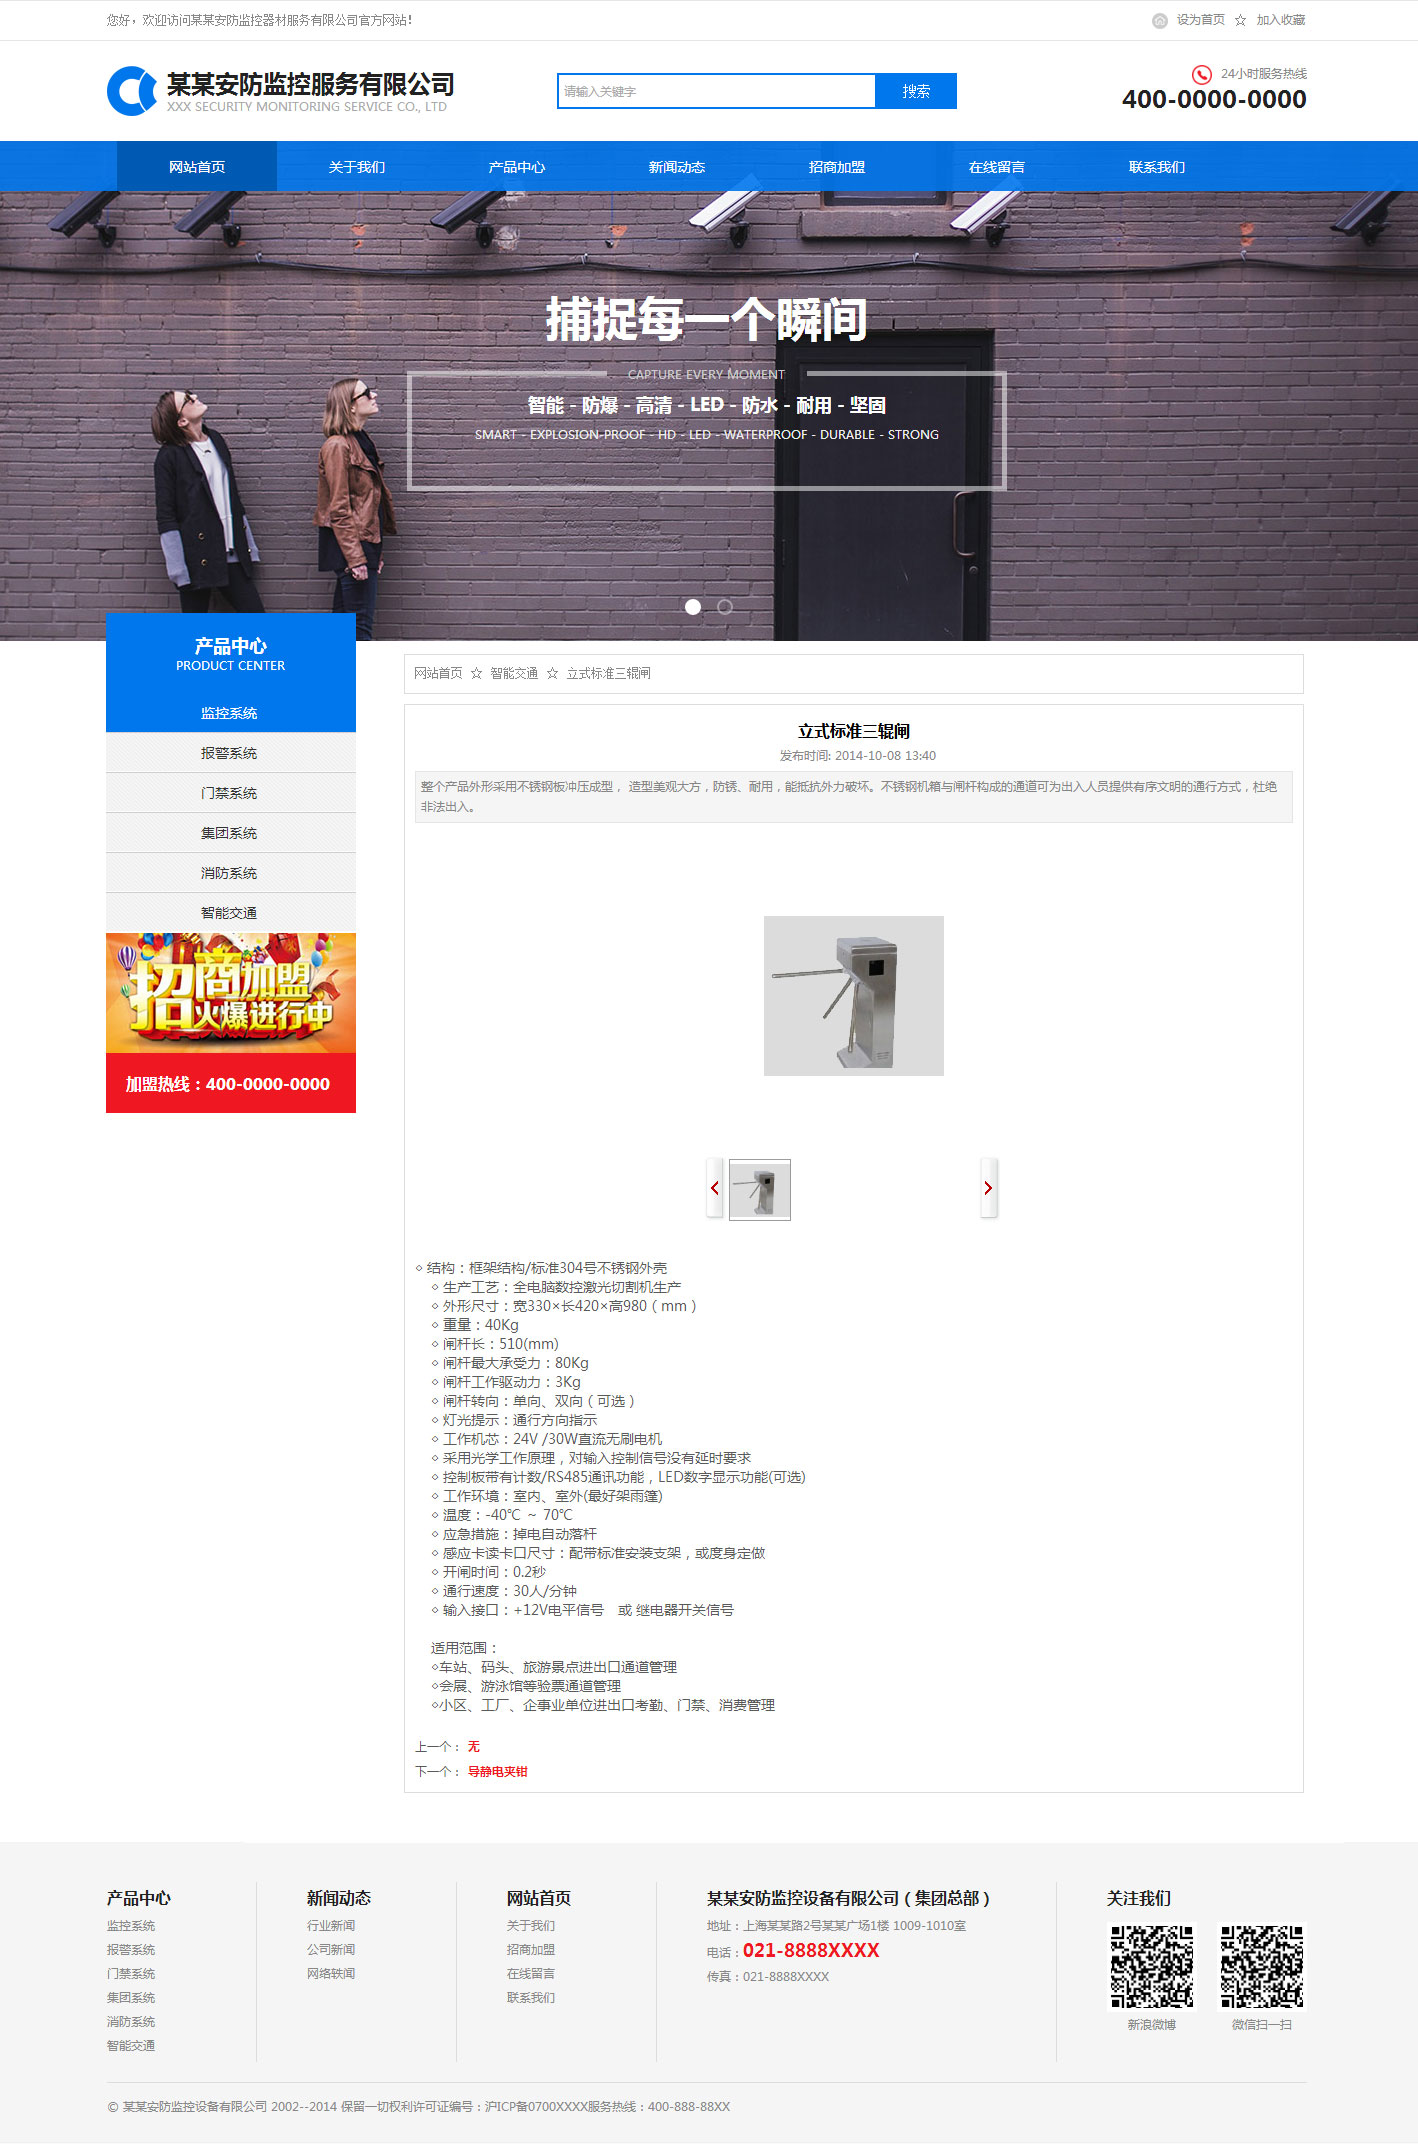 您好，欢迎访问某某安防监控器材服务有限公司官方网站！
设为首页 ☆ 加入收藏
某某安防监控服务有限公司
XXX SECURITY MONITORING SERVICE CO., LTD
请输入关键字
搜索
24小时服务热线
400-0000-0000
网站首页
关于我们
产品中心
新闻动态
招商加盟
在线留言
联系我们
捕捉每一个瞬间
CAPTURE EVERY MOMENT
智能 - 防爆 - 高清 - LED - 防水 - 耐用 - 坚固
SMART - EXPLOSION-PROOF - HD - LED - WATERPROOF - DURABLE - STRONG
产品中心
PRODUCT CENTER
监控系统
报警系统
门禁系统
集团系统
消防系统
智能交通
招商加盟
火爆进行中
加盟热线：400-0000-0000
网站首页 ☆ 智能交通 ☆ 立式标准三辊闸
立式标准三辊闸
发布时间: 2014-10-08 13:40
整个产品外形采用不锈钢板冲压成型， 造型美观大方，防锈、耐用，能抵抗外力破坏。不锈钢机箱与闸杆构成的通道可为出入人员提供有序文明的通行方式，杜绝
非法出入。
◇ 结构：框架结构/标准304号不锈钢外壳
◇ 生产工艺：全电脑数控激光切割机生产
◇ 外形尺寸：宽330×长420×高980（mm）
◇ 重量：40Kg
◇ 闸杆长：510(mm)
◇ 闸杆最大承受力：80Kg
◇ 闸杆工作驱动力：3Kg
◇ 闸杆转向：单向、双向（可选）
◇ 灯光提示：通行方向指示
◇ 工作机芯：24V /30W直流无刷电机
◇ 采用光学工作原理，对输入控制信号没有延时要求
◇ 控制板带有计数/RS485通讯功能，LED数字显示功能(可选)
◇ 工作环境：室内、室外(最好架雨篷)
◇ 温度：-40℃ ～ 70℃
◇ 应急措施：掉电自动落杆
◇ 感应卡读卡口尺寸：配带标准安装支架，或度身定做
◇ 开闸时间：0.2秒
◇ 通行速度：30人/分钟
◇ 输入接口：+12V电平信号　或 继电器开关信号
适用范围：
◇车站、码头、旅游景点进出口通道管理
◇会展、游泳馆等验票通道管理
◇小区、工厂、企事业单位进出口考勤、门禁、消费管理
上一个： 无
下一个： 导静电夹钳
产品中心
监控系统
报警系统
门禁系统
集团系统
消防系统
智能交通
新闻动态
行业新闻
公司新闻
网络轶闻
网站首页
关于我们
招商加盟
在线留言
联系我们
某某安防监控设备有限公司（集团总部）
地址：上海某某路2号某某广场1楼 1009-1010室
电话：021-8888XXXX
传真：021-8888XXXX
关注我们
新浪微博
微信扫一扫
© 某某安防监控设备有限公司 2002--2014 保留一切权利许可证编号：沪ICP备0700XXXX服务热线：400-888-88XX